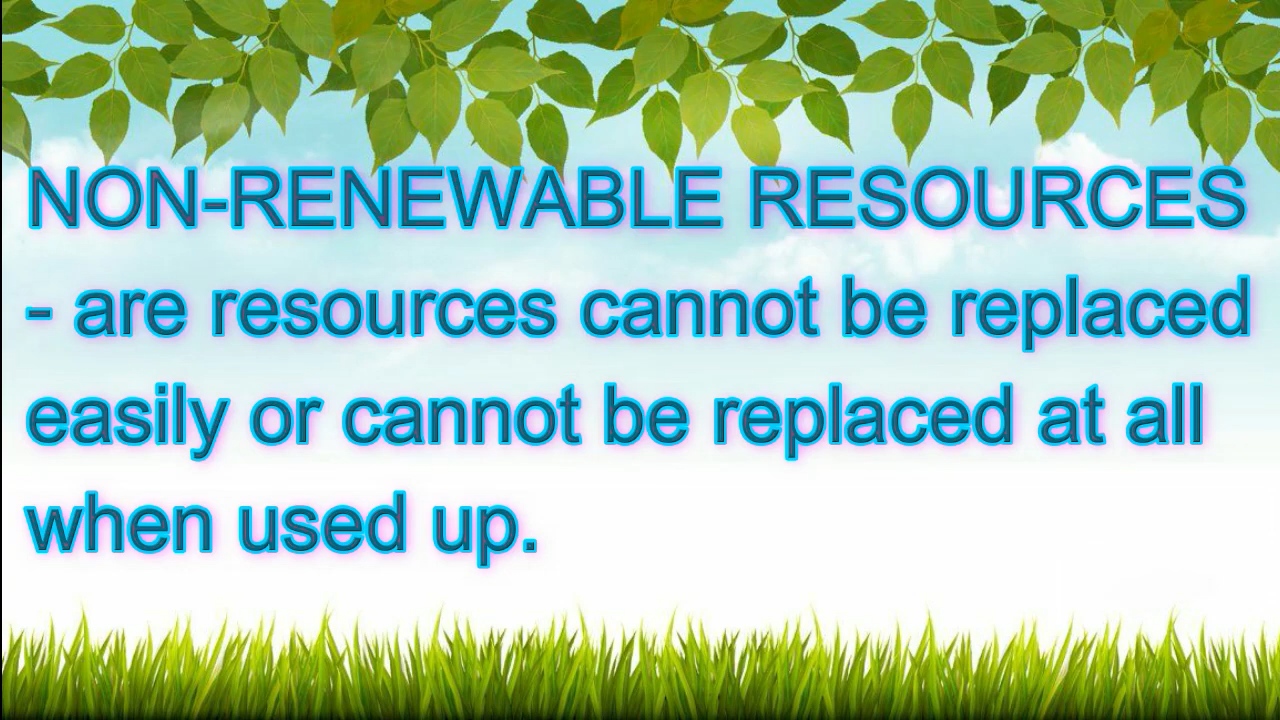 NON-RENEWABLE RESOURCES
- are resources cannot be replaced
easily or cannot be replaced at all
when used up.